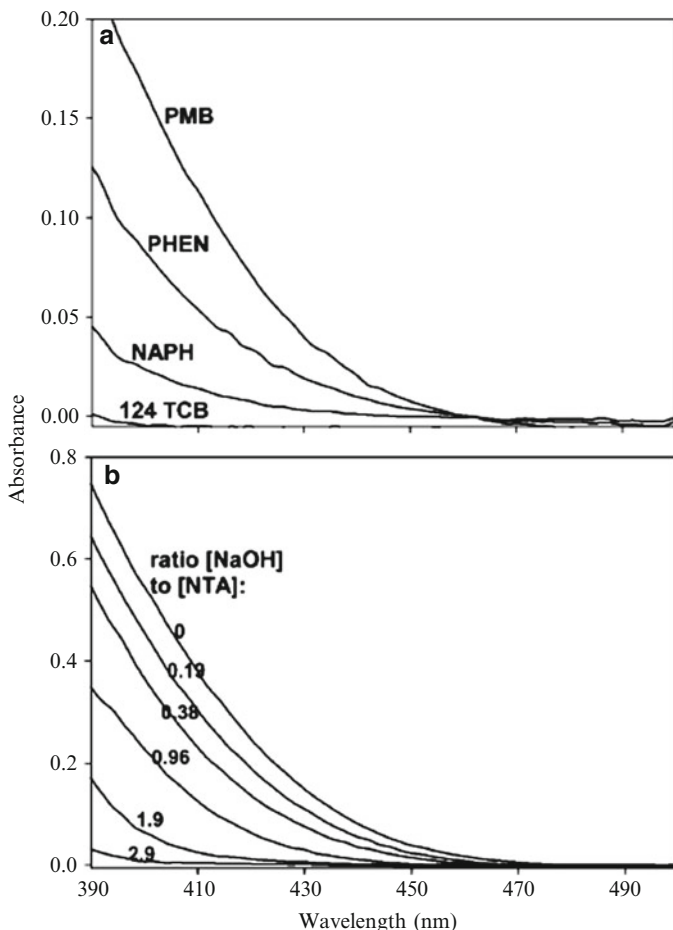 a
0.20
0.15
0.10
0.05
0.00
PMB
PHEN
NAPH
124 TCB
Absorbance
b
0.8
0.6
0.4
0.2
0.0
ratio [NaOH]
to [NTA]:
0
0.19
0.38
0.96
1.9
2.9
390 410 430 450 470 490
Wavelength (nm)